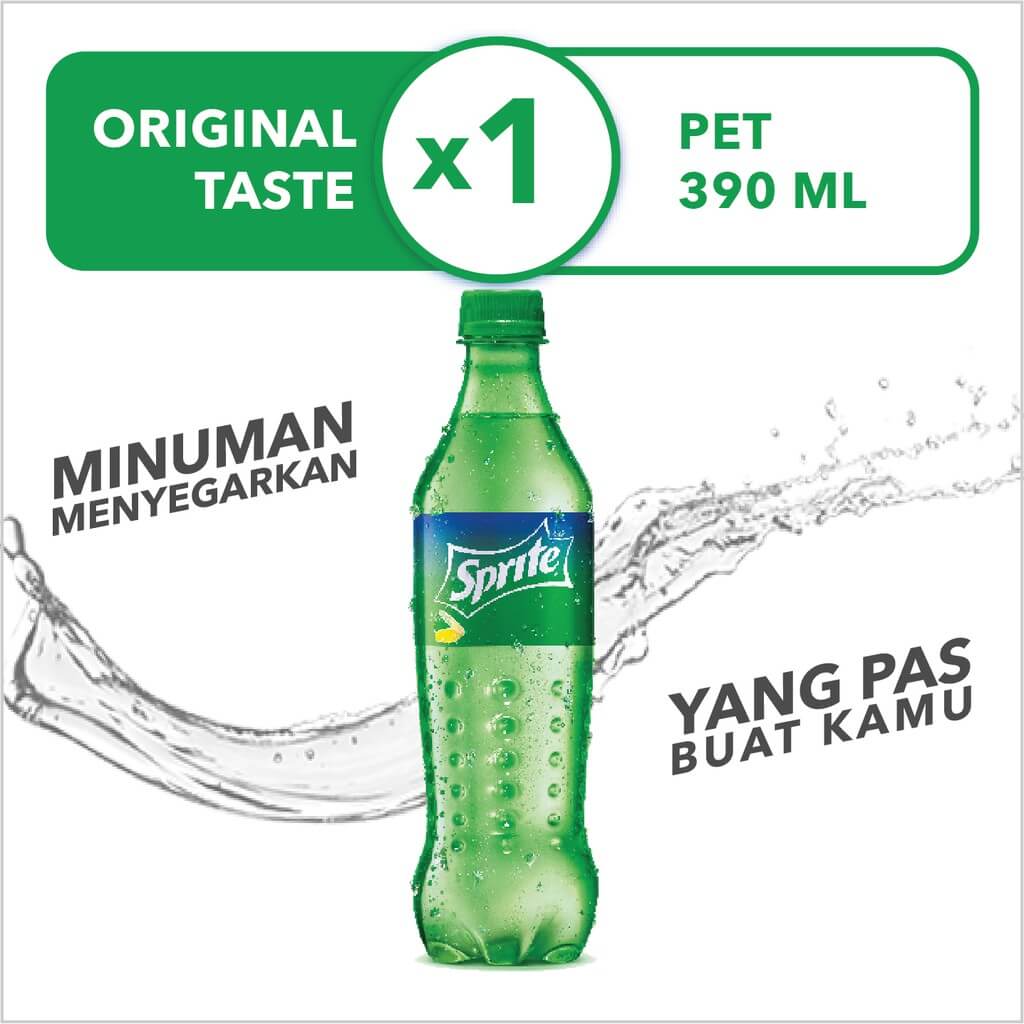 ORIGINAL
TASTE
x1
PET
390 ML
MINUMAN
MENYEGARKAN
Sprite
YANG PAS
BUAT KAMU